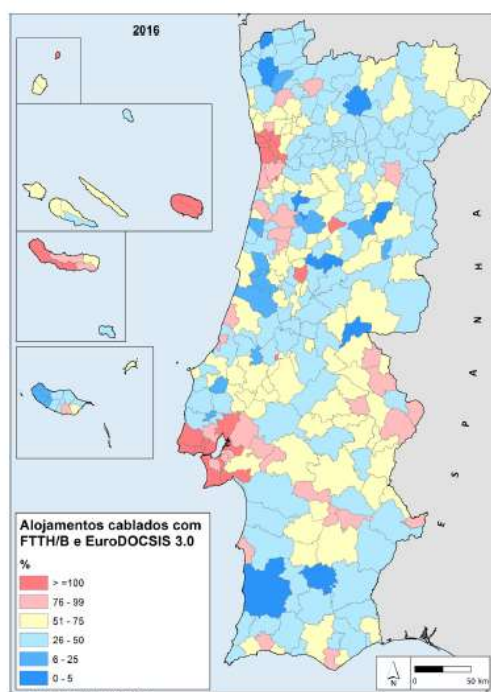 2016
ESPANHA
Alojamentos cablados com
FTTH/B e EuroDOCSIS 3.0
%
> =100
76 - 99
51 - 75
26 - 50
6 - 25
0 - 5
N
0
50 km